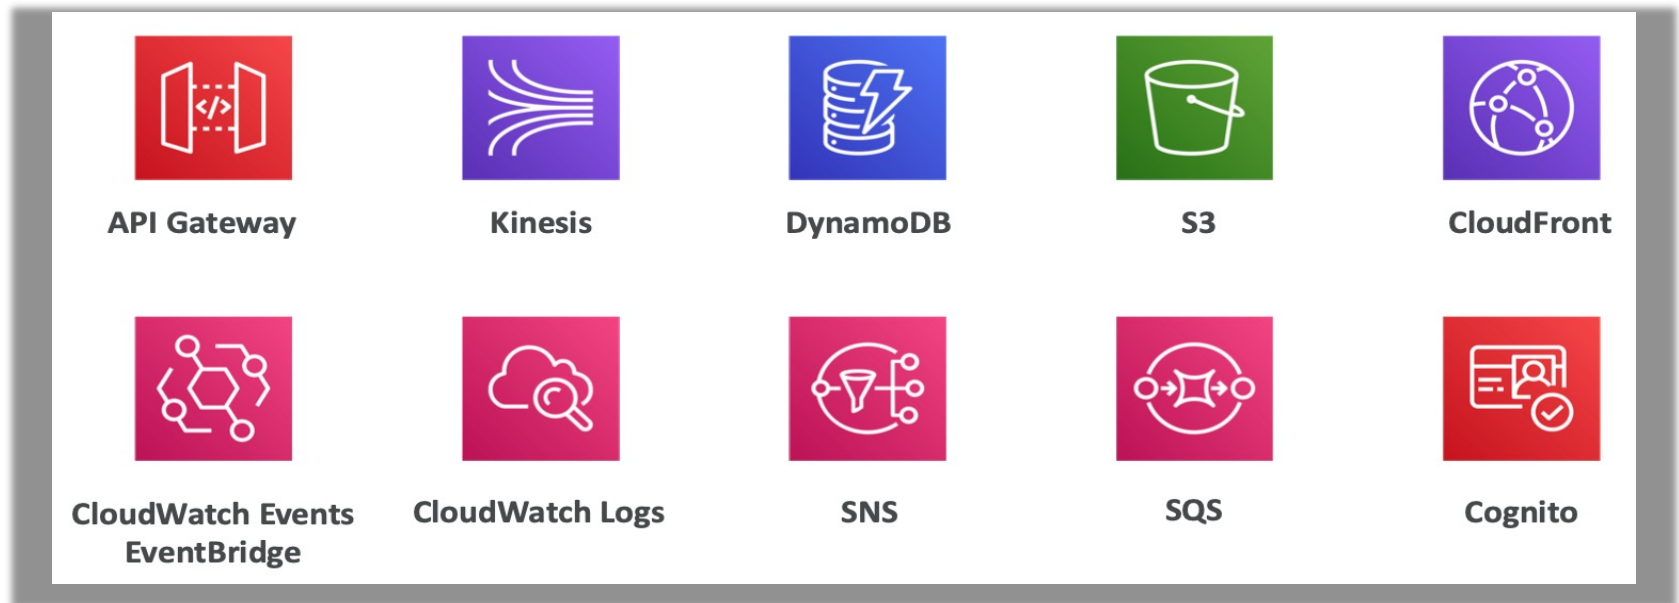 </>
API Gateway
Kinesis
DynamoDB
S3
CloudFront
CloudWatch Events
EventBridge
CloudWatch Logs
SNS
SQS
Cognito